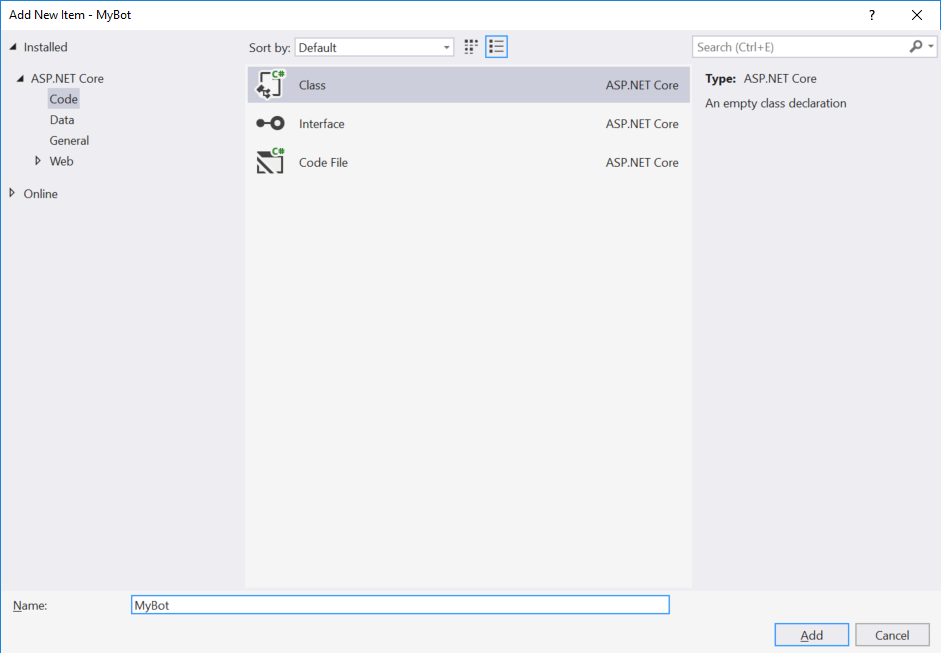 Add New Item - MyBot
?
Installed
Sort by: Default
Search (Ctrl+E)
ASP.NET Core
Code
Data
General
Web
Online
C#
Class ASP.NET Core
Interface ASP.NET Core
C#
Code File ASP.NET Core
Type: ASP.NET Core
An empty class declaration
Name: MyBot
Add
Cancel